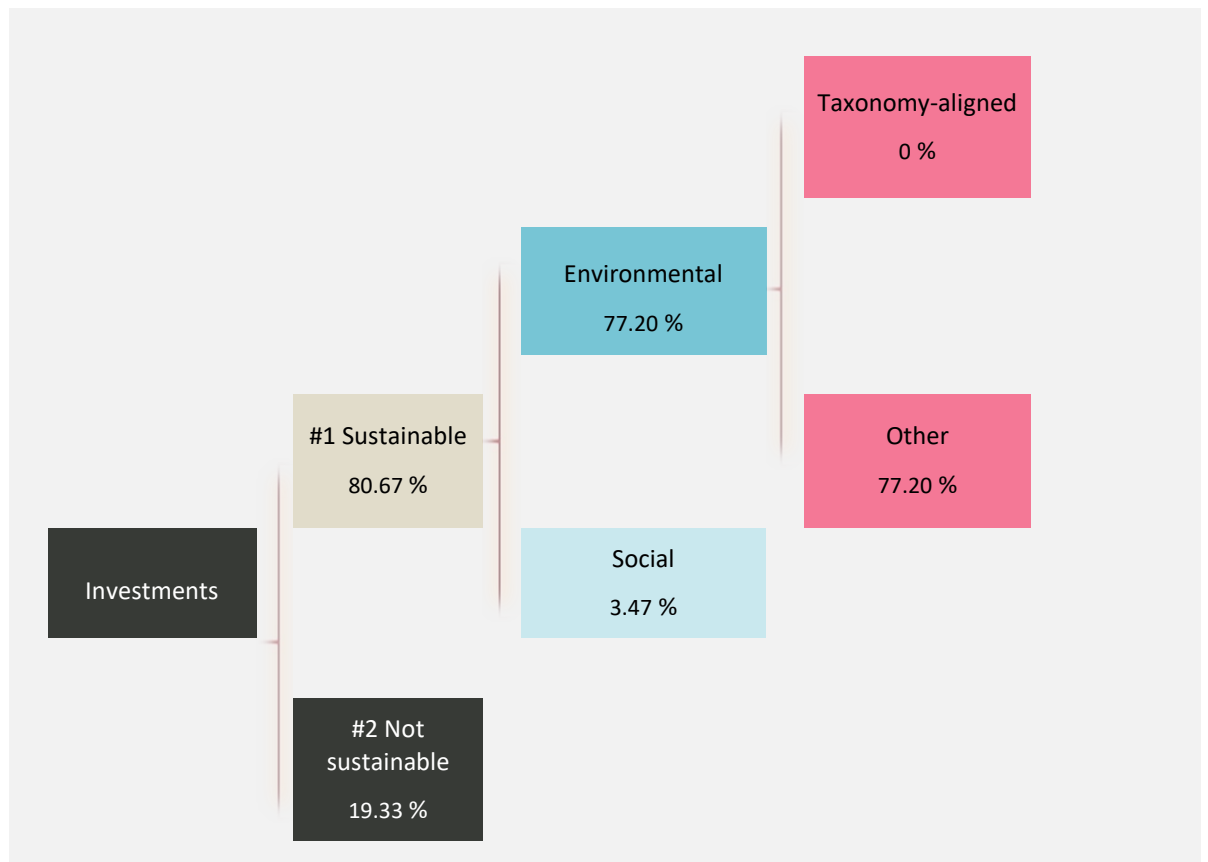 Taxonomy-aligned
0 %
Environmental
77.20 %
#1 Sustainable
80.67 %
Other
77.20 %
Investments
Social
3.47 %
#2 Not
sustainable
19.33 %